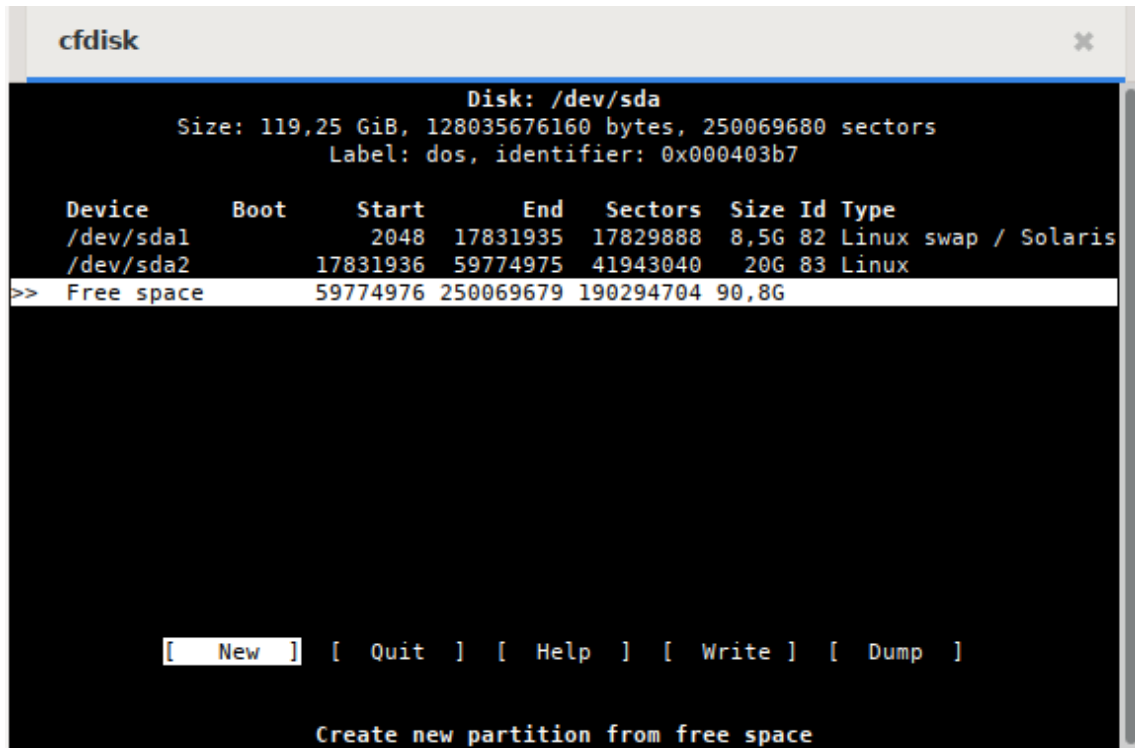 cfdisk ✖
Disk: /dev/sda
Size: 119,25 GiB, 128035676160 bytes, 250069680 sectors
Label: dos, identifier: 0x000403b7
Device Boot Start End Sectors Size Id Type
/dev/sda1 2048 17831935 17829888 8,5G 82 Linux swap / Solaris
/dev/sda2 17831936 59774975 41943040 20G 83 Linux
>> Free space 59774976 250069679 190294704 90,8G
[ New ] [ Quit ] [ Help ] [ Write ] [ Dump ]
Create new partition from free space